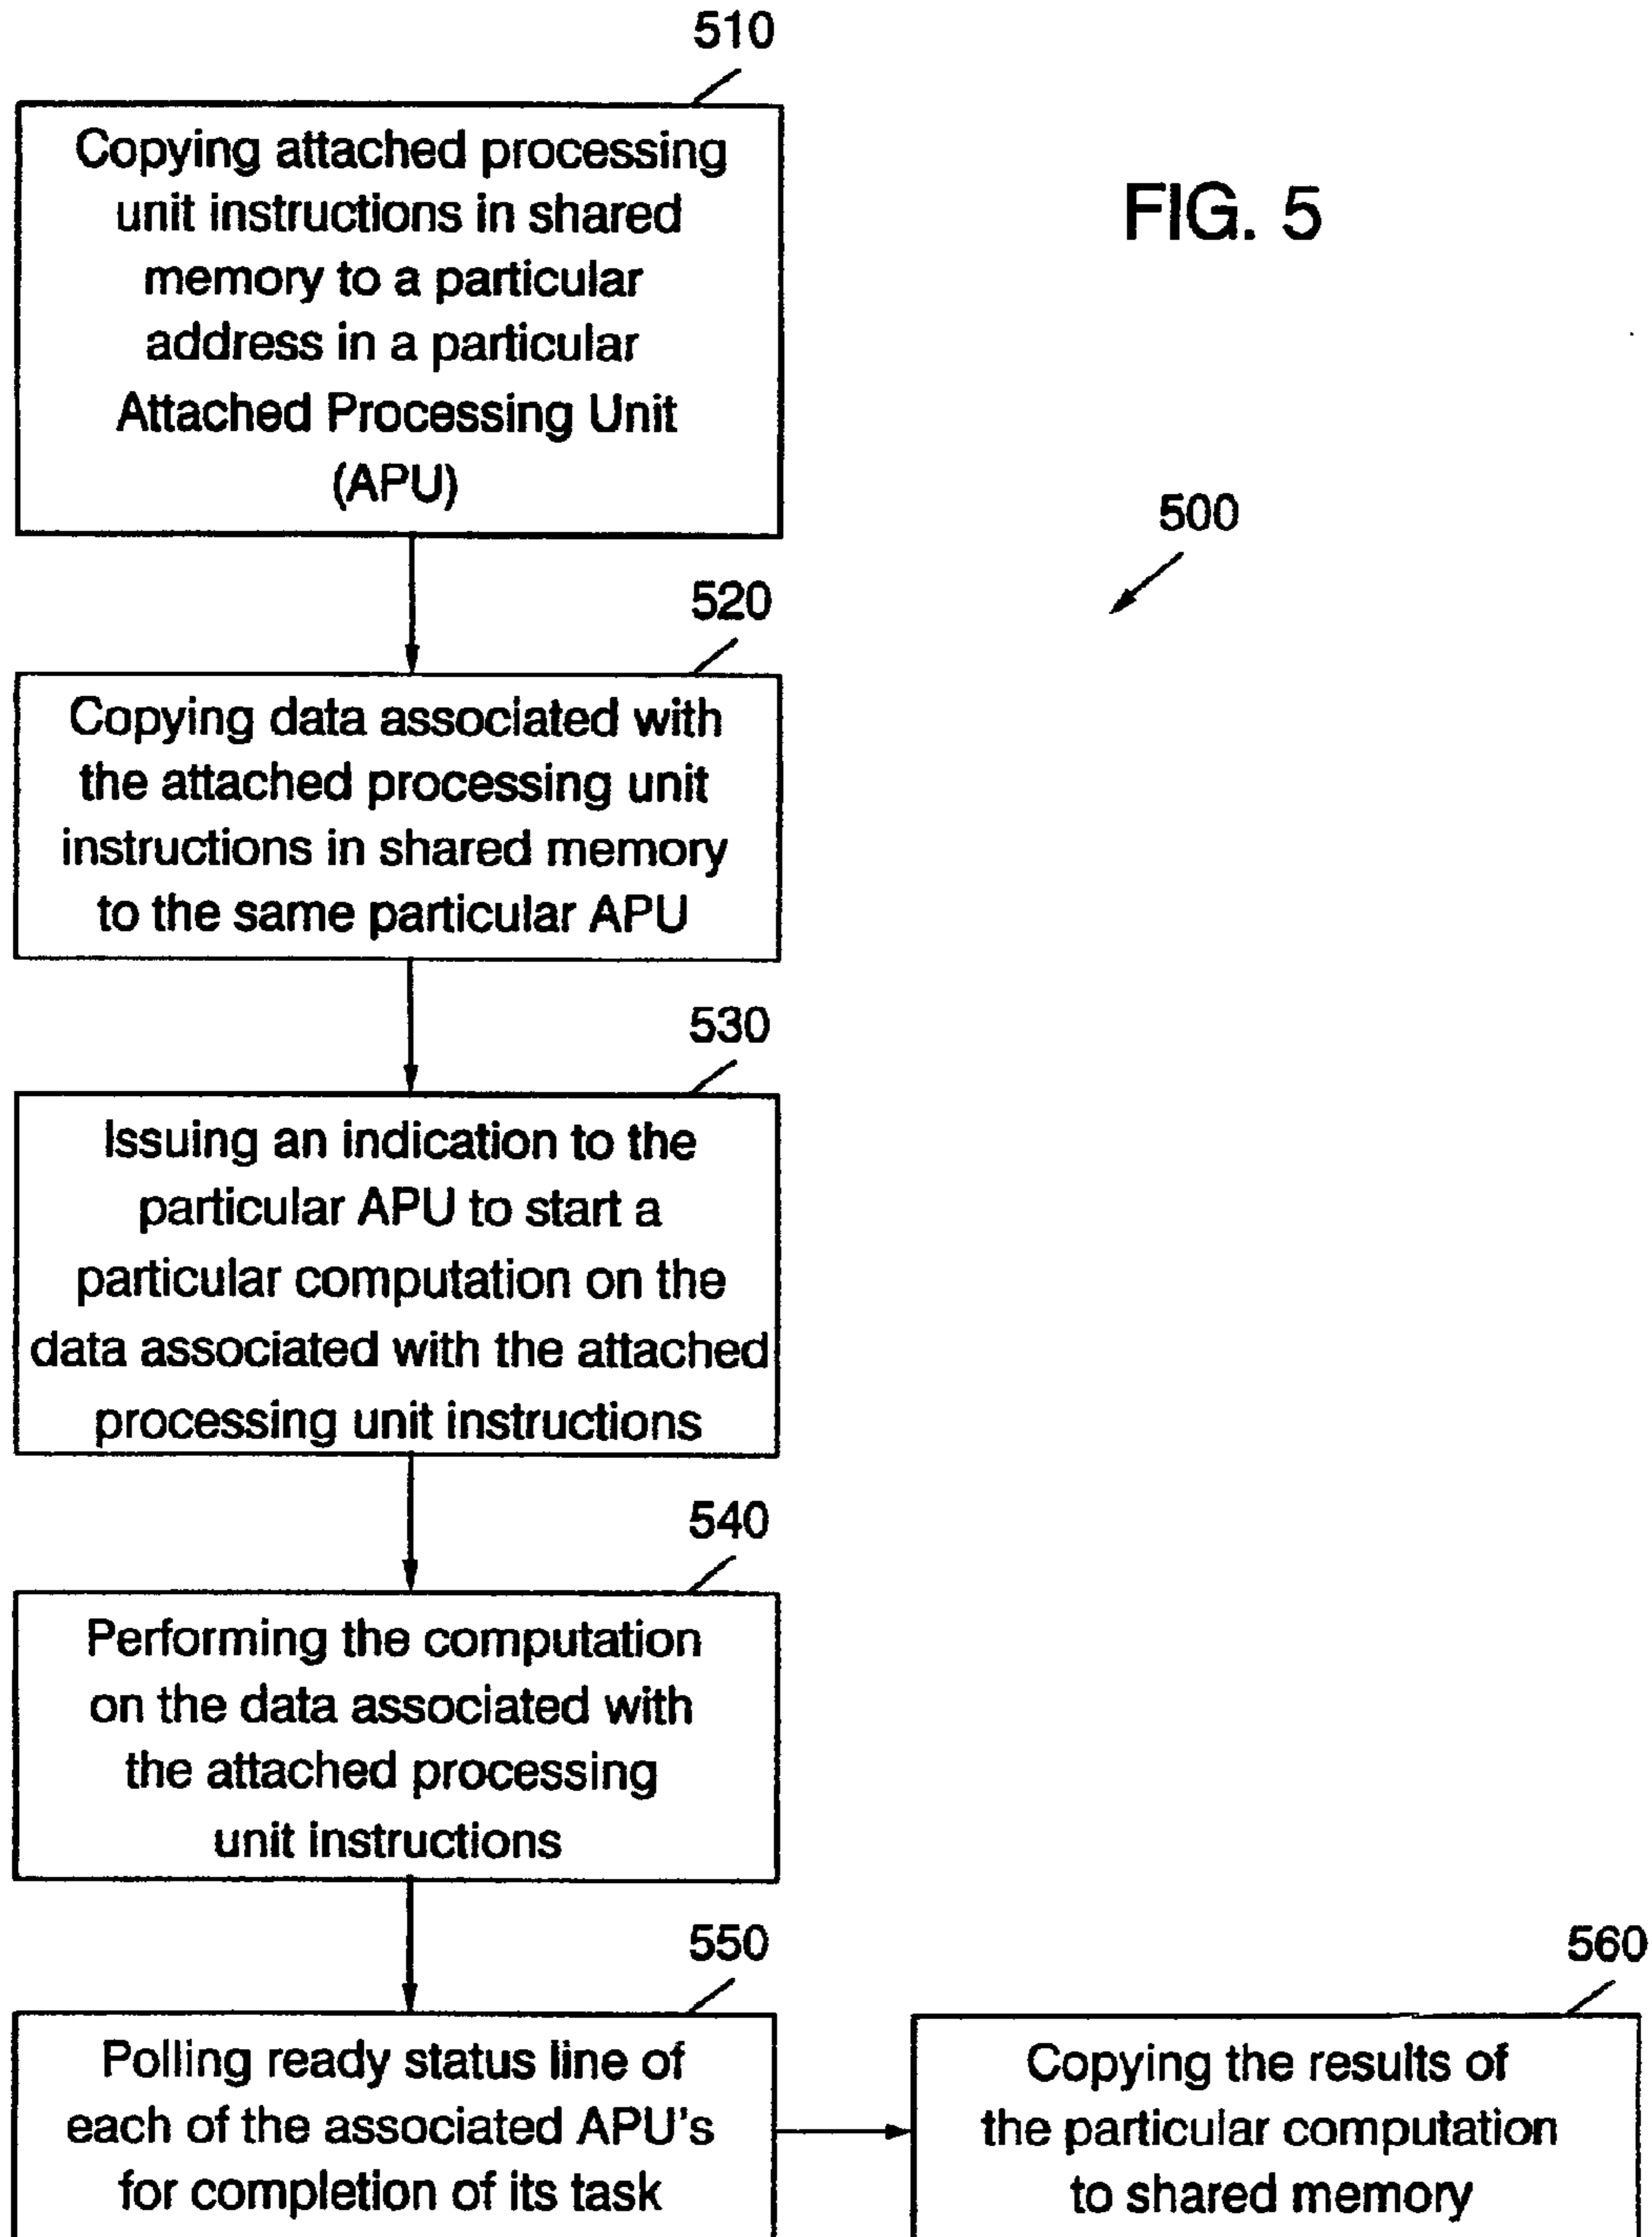 510
Copying attached processing
unit instructions in shared
memory to a particular
address in a particular
Attached Processing Unit
(APU)
FIG. 5
500
520
Copying data associated with
the attached processing unit
instructions in shared memory
to the same particular APU
530
Issuing an indication to the
particular APU to start a
particular computation on the
data associated with the attached
processing unit instructions
540
Performing the computation
on the data associated with
the attached processing
unit instructions
550
Polling ready status line of
each of the associated APU's
for completion of its task
560
Copying the results of
the particular computation
to shared memory